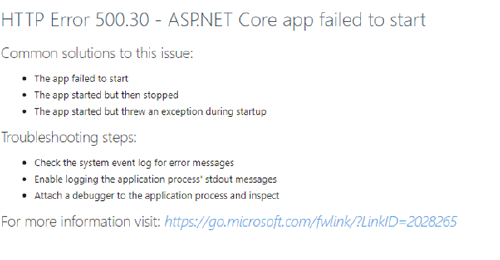 HTTP Error 500.30 - ASP.NET Core app failed to start
Common solutions to this issue:
• The app failed to start
• The app started but then stopped
• The app started but threw an exception during startup
Troubleshooting steps:
• Check the system event log for error messages
• Enable logging the application process' stdout messages
• Attach a debugger to the application process and inspect
For more information visit: https://go.microsoft.com/fwlink/?LinkID=2028265